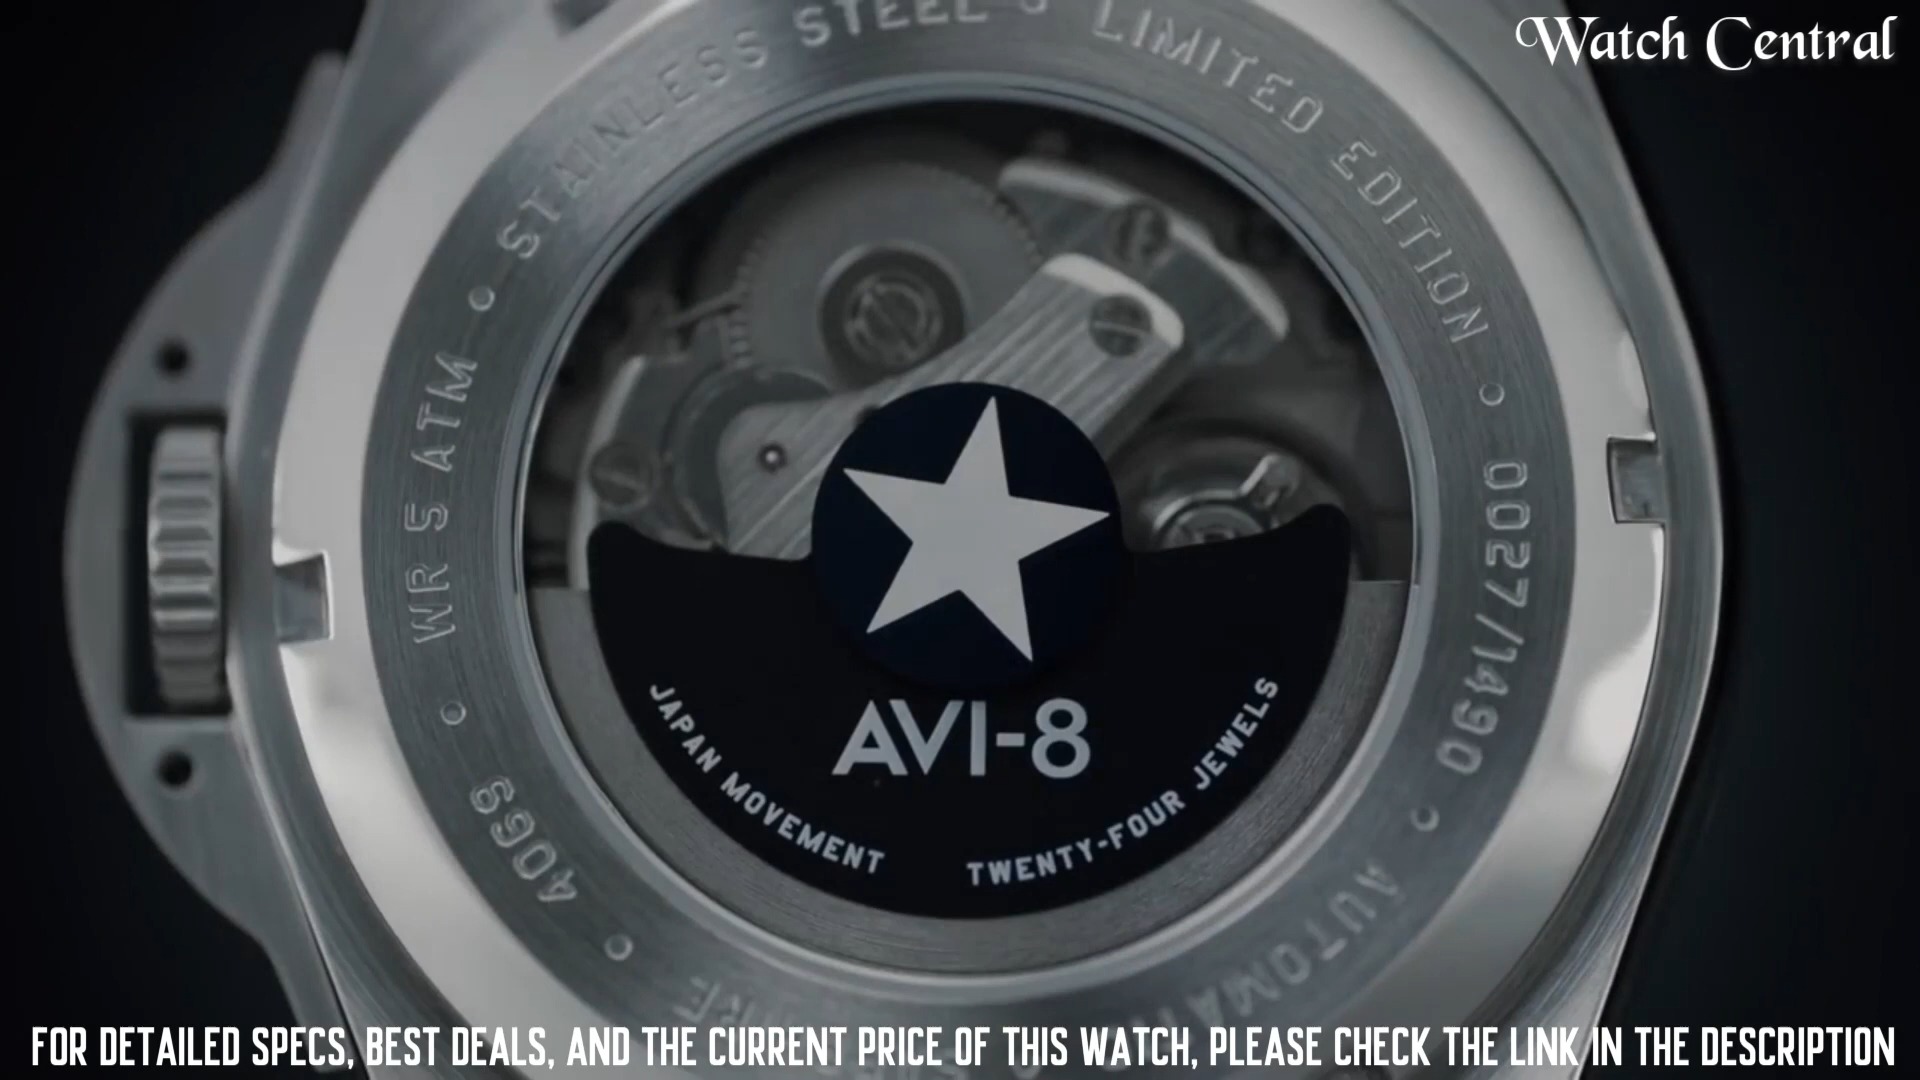 Watch Central
STAINLESS STEEL
LIMITED EDITION
0027/1490
AUTOMATIC
4069
WR 5 ATM
AVI-8
JAPAN MOVEMENT
TWENTY-FOUR JEWELS
FOR DETAILED SPECS, BEST DEALS, AND THE CURRENT PRICE OF THIS WATCH, PLEASE CHECK THE LINK IN THE DESCRIPTION